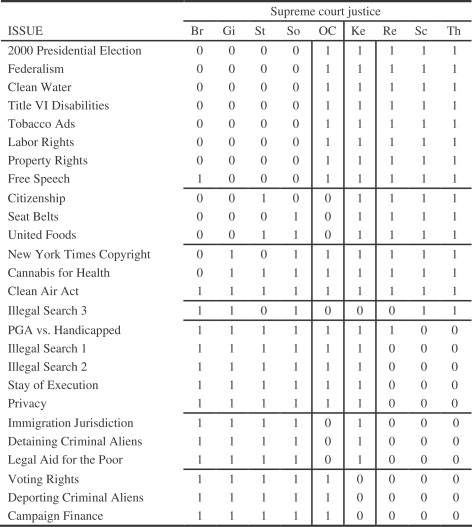 Supreme court justice
ISSUE Br Gi St So OC Ke Re Sc Th
2000 Presidential Election 0 0 0 0 1 1 1 1 1
Federalism 0 0 0 0 1 1 1 1 1
Clean Water 0 0 0 0 1 1 1 1 1
Title VI Disabilities 0 0 0 0 1 1 1 1 1
Tobacco Ads 0 0 0 0 1 1 1 1 1
Labor Rights 0 0 0 0 1 1 1 1 1
Property Rights 0 0 0 0 1 1 1 1 1
Free Speech 1 0 0 0 1 1 1 1 1
Citizenship 0 0 1 0 0 1 1 1 1
Seat Belts 0 0 0 1 0 1 1 1 1
United Foods 0 0 1 1 0 1 1 1 1
New York Times Copyright 0 1 0 1 1 1 1 1 1
Cannabis for Health 0 1 1 1 1 1 1 1 1
Clean Air Act 1 1 1 1 1 1 1 1 1
Illegal Search 3 1 1 0 1 0 0 0 1 1
PGA vs. Handicapped 1 1 1 1 1 1 1 0 0
Illegal Search 1 1 1 1 1 1 1 0 0 0
Illegal Search 2 1 1 1 1 1 1 0 0 0
Stay of Execution 1 1 1 1 1 1 0 0 0
Privacy 1 1 1 1 1 1 0 0 0
Immigration Jurisdiction 1 1 1 1 0 1 0 0 0
Detaining Criminal Aliens 1 1 1 1 0 1 0 0 0
Legal Aid for the Poor 1 1 1 1 0 1 0 0 0
Voting Rights 1 1 1 1 1 0 0 0 0
Deporting Criminal Aliens 1 1 1 1 1 0 0 0 0
Campaign Finance 1 1 1 1 1 0 0 0 0